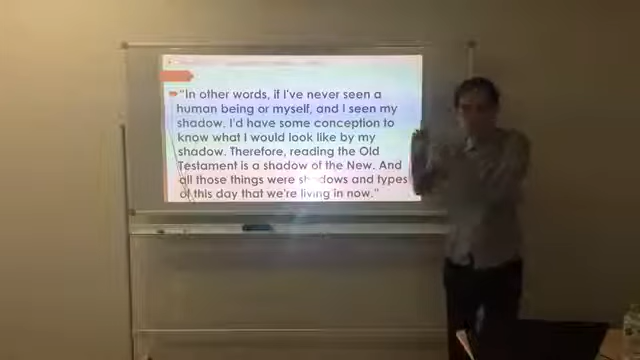 "In other words, if I've never seen a
human being or myself, and I seen my
shadow, I'd have some conception to
know what I would look like by my
shadow. Therefore, reading the Old
Testament is a shadow of the New. And
all those things were shadows and types
of this day that we're living in now."